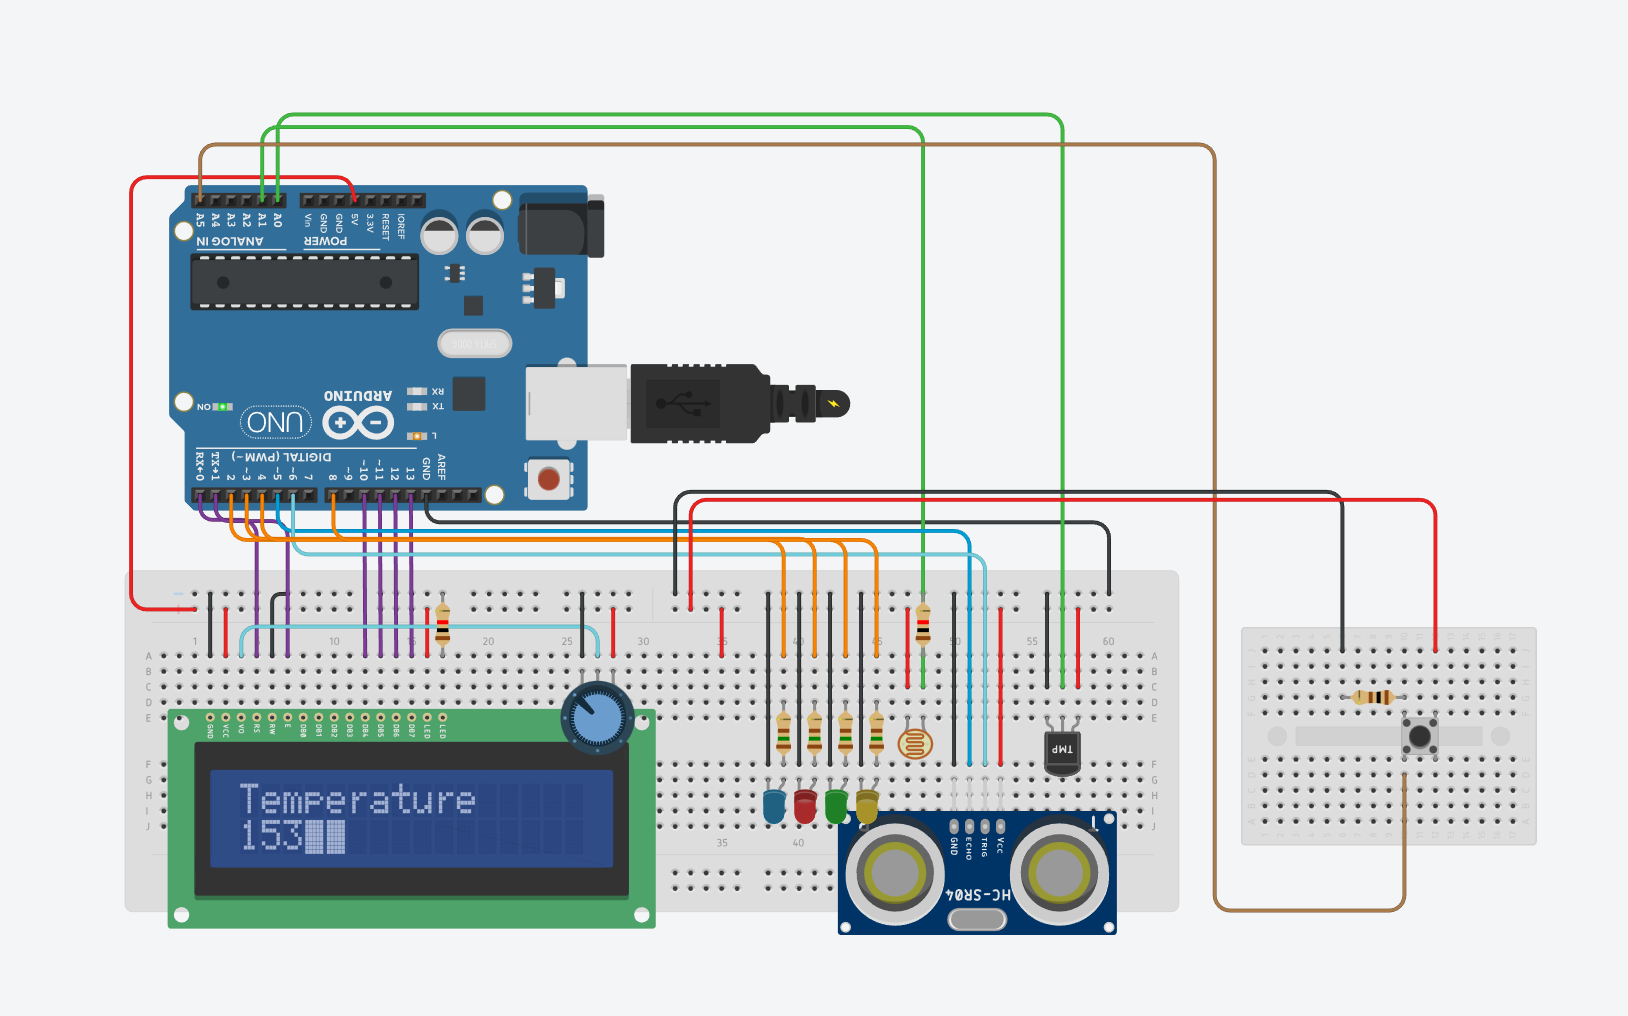 A5 A4 A3 A2 A1 A0
Vin GND GND 5V 3.3V RESET IOREF
ANALOG IN
POWER
ARDUINO
RX
TX
ON
UNO
L
DIGITAL (PWM~)
RX←0 TX→1 2 ~3 4 ~5 ~6 7 8 ~9 ~10 ~11 12 13 GND AREF
1 10 15 20 25 30 40 45 50 55 60
A A
B B
C C
D D
E E
GND VCC VO RS RW E DB0 DB1 DB2 DB3 DB4 DB5 DB6 DB7 LED LED
TMP
F F
G G
H H
I I
J J
Temperature
153
35 40
GND ECHO TRIG VCC
HC-SR04